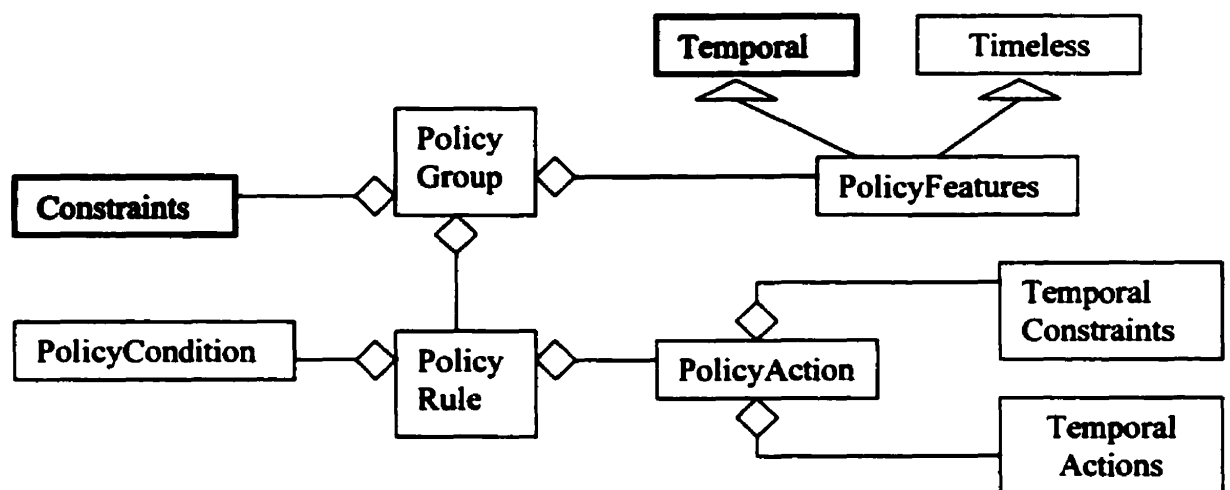 Temporal
Timeless
Policy
Group
PolicyFeatures
Constraints
Temporal
Constraints
PolicyCondition
Policy
Rule
PolicyAction
Temporal
Actions